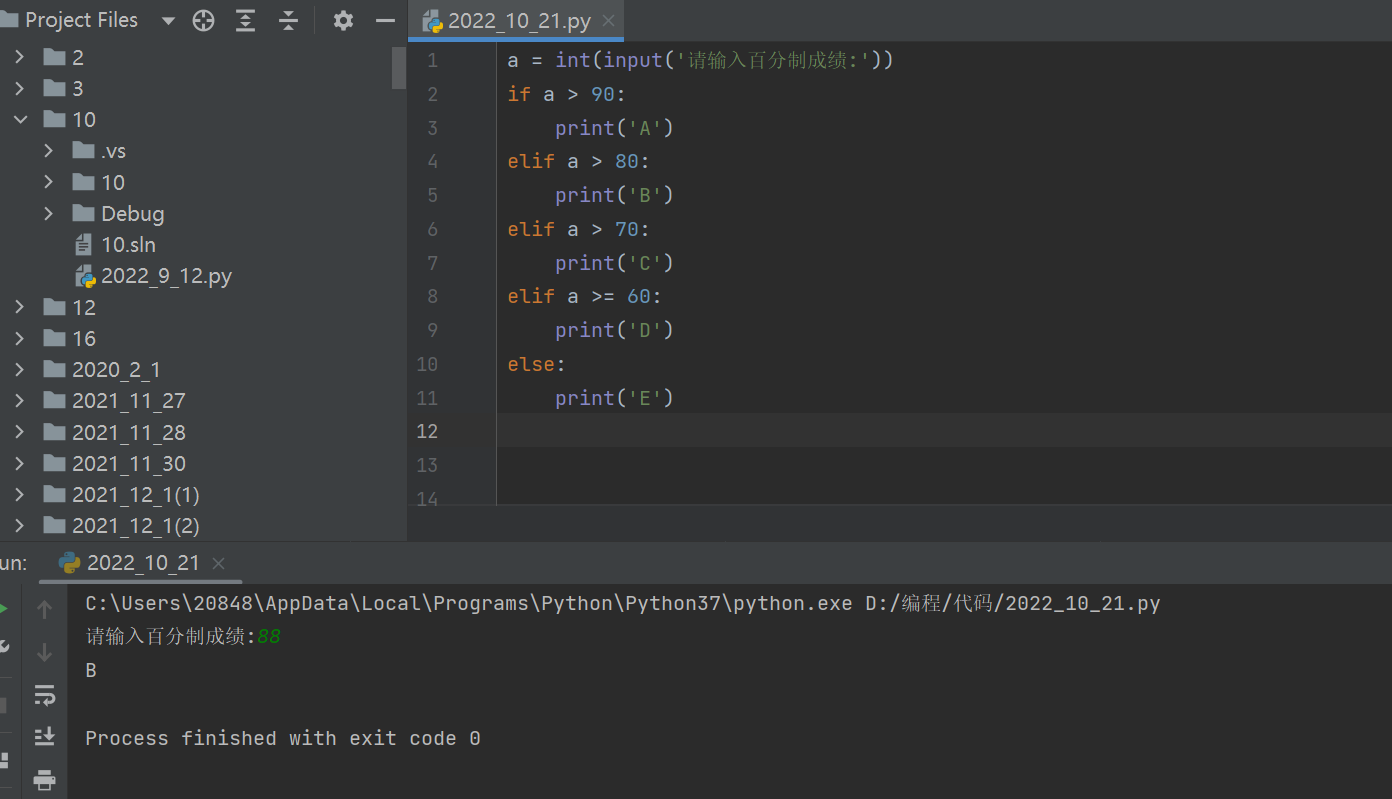 Project Files
2
3
10
.vs
10
Debug
10.sln
2022_9_12.py
12
16
2020_2_1
2021_11_27
2021_11_28
2021_11_30
2021_12_1(1)
2021_12_1(2)
2022_10_21.py
1 a = int(input('请输入百分制成绩:'))
2 if a > 90:
3 print('A')
4 elif a > 80:
5 print('B')
6 elif a > 70:
7 print('C')
8 elif a >= 60:
9 print('D')
10 else:
11 print('E')
12
13
14
un:
2022_10_21
C:\Users\20848\AppData\Local\Programs\Python\Python37\python.exe D:/编程/代码/2022_10_21.py
请输入百分制成绩:88
B
Process finished with exit code 0